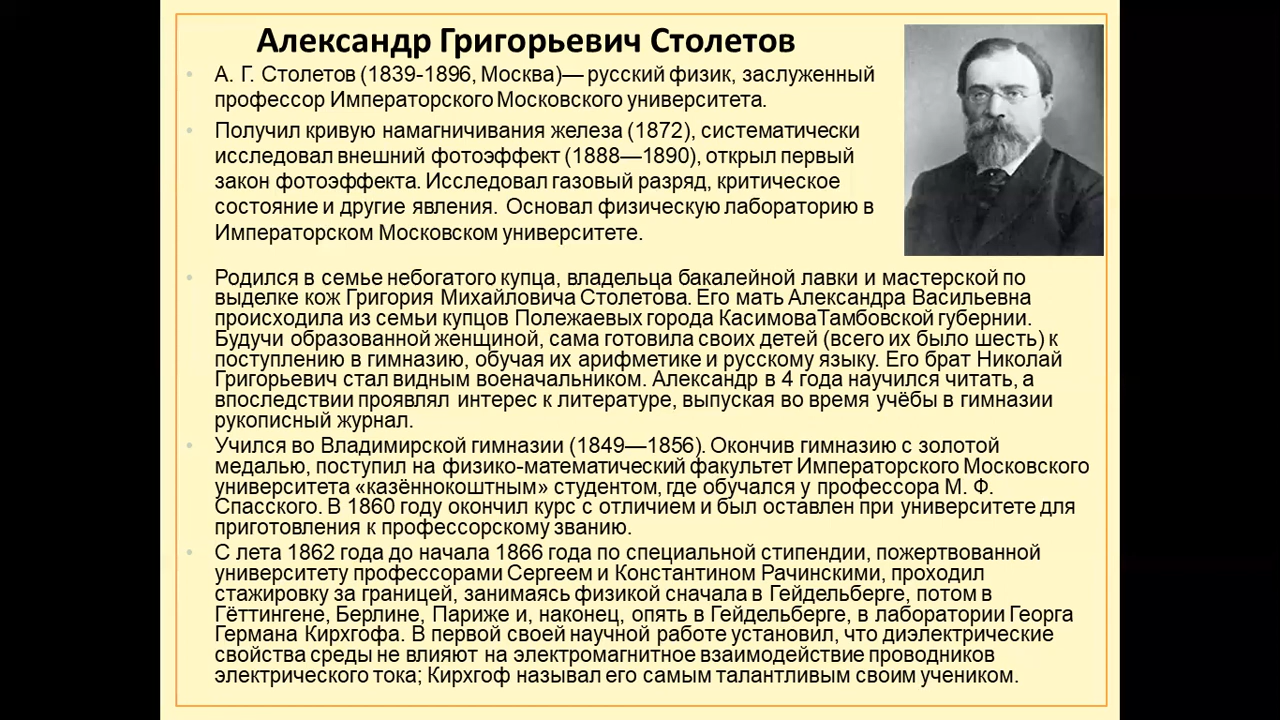 Александр Григорьевич Столетов
• А. Г. Столетов (1839-1896, Москва)— русский физик, заслуженный
профессор Императорского Московского университета.
• Получил кривую намагничивания железа (1872), систематически
исследовал внешний фотоэффект (1888—1890), открыл первый
закон фотоэффекта. Исследовал газовый разряд, критическое
состояние и другие явления. Основал физическую лабораторию в
Императорском Московском университете.
• Родился в семье небогатого купца, владельца бакалейной лавки и мастерской по
выделке кож Григория Михайловича Столетова. Его мать Александра Васильевна
происходила из семьи купцов Полежаевых города КасимоваТамбовской губернии.
Будучи образованной женщиной, сама готовила своих детей (всего их было шесть) к
поступлению в гимназию, обучая их арифметике и русскому языку. Его брат Николай
Григорьевич стал видным военачальником. Александр в 4 года научился читать, а
впоследствии проявлял интерес к литературе, выпуская во время учёбы в гимназии
рукописный журнал.
• Учился во Владимирской гимназии (1849—1856). Окончив гимназию с золотой
медалью, поступил на физико-математический факультет Императорского Московского
университета «казённокоштным» студентом, где обучался у профессора М. Ф.
Спасского. В 1860 году окончил курс с отличием и был оставлен при университете для
приготовления к профессорскому званию.
• С лета 1862 года до начала 1866 года по специальной стипендии, пожертвованной
университету профессорами Сергеем и Константином Рачинскими, проходил
стажировку за границей, занимаясь физикой сначала в Гейдельберге, потом в
Гёттингене, Берлине, Париже и, наконец, опять в Гейдельберге, в лаборатории Георга
Германа Кирхгофа. В первой своей научной работе установил, что диэлектрические
свойства среды не влияют на электромагнитное взаимодействие проводников
электрического тока; Кирхгоф называл его самым талантливым своим учеником.